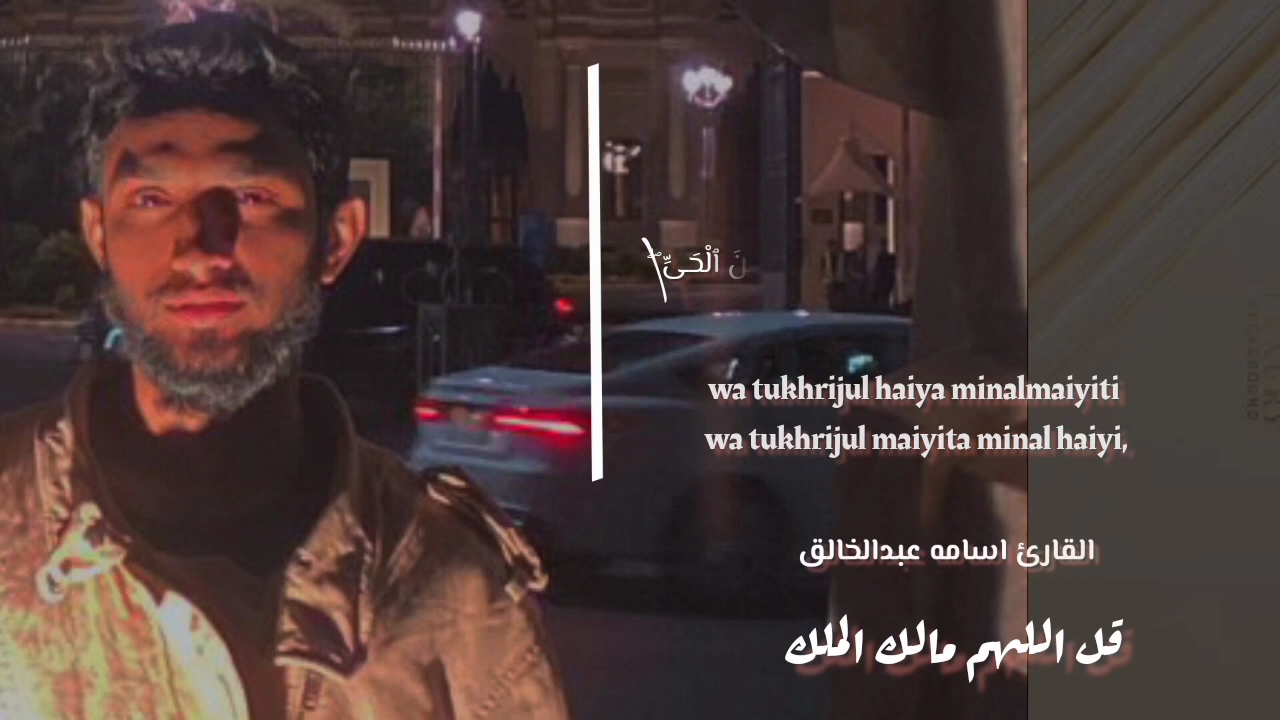 نَ ٱلْحَىِّ ۖ
wa tukhrijul haiya minalmaiyiti
wa tukhrijul maiyita minal haiyi,
القارئ اسامه عبدالخالق
قل اللهم مالك الملك